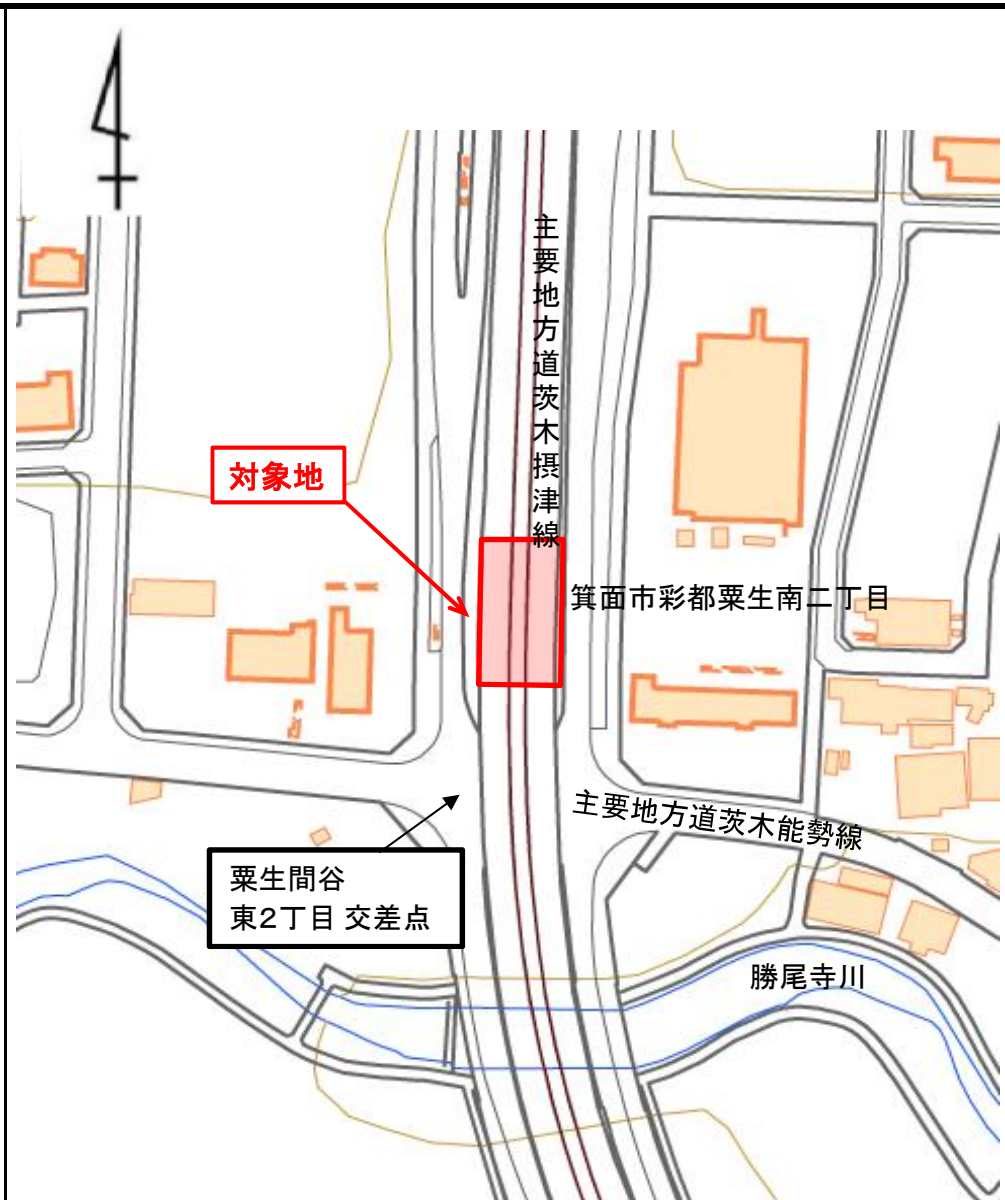 主要地方道茨木摂津線
対象地
箕面市彩都粟生南二丁目
主要地方道茨木能勢線
粟生間谷
東2丁目 交差点
勝尾寺川